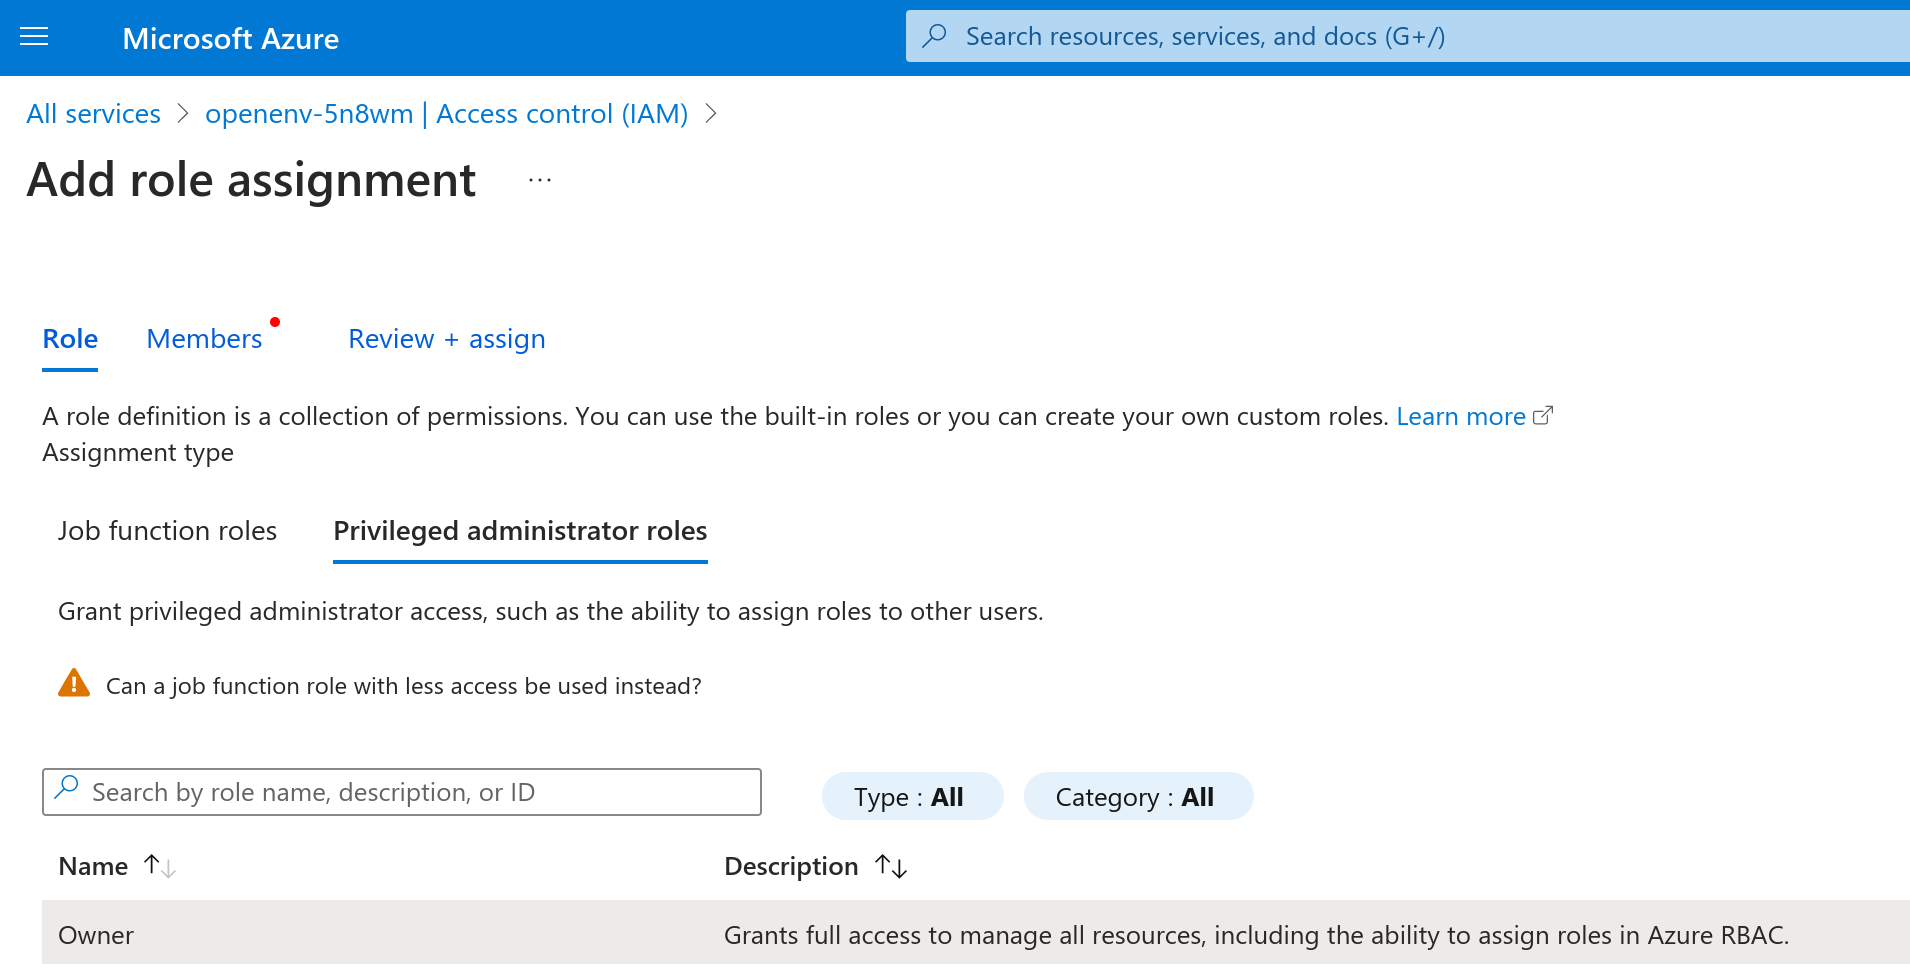 Microsoft Azure
Search resources, services, and docs (G+/)
All services > openenv-5n8wm | Access control (IAM) >
Add role assignment ...
Role Members Review + assign
A role definition is a collection of permissions. You can use the built-in roles or you can create your own custom roles. Learn more
Assignment type
Job function roles Privileged administrator roles
Grant privileged administrator access, such as the ability to assign roles to other users.
Can a job function role with less access be used instead?
Search by role name, description, or ID
Type : All Category : All
Name ↑↓ Description ↑↓
Owner Grants full access to manage all resources, including the ability to assign roles in Azure RBAC.